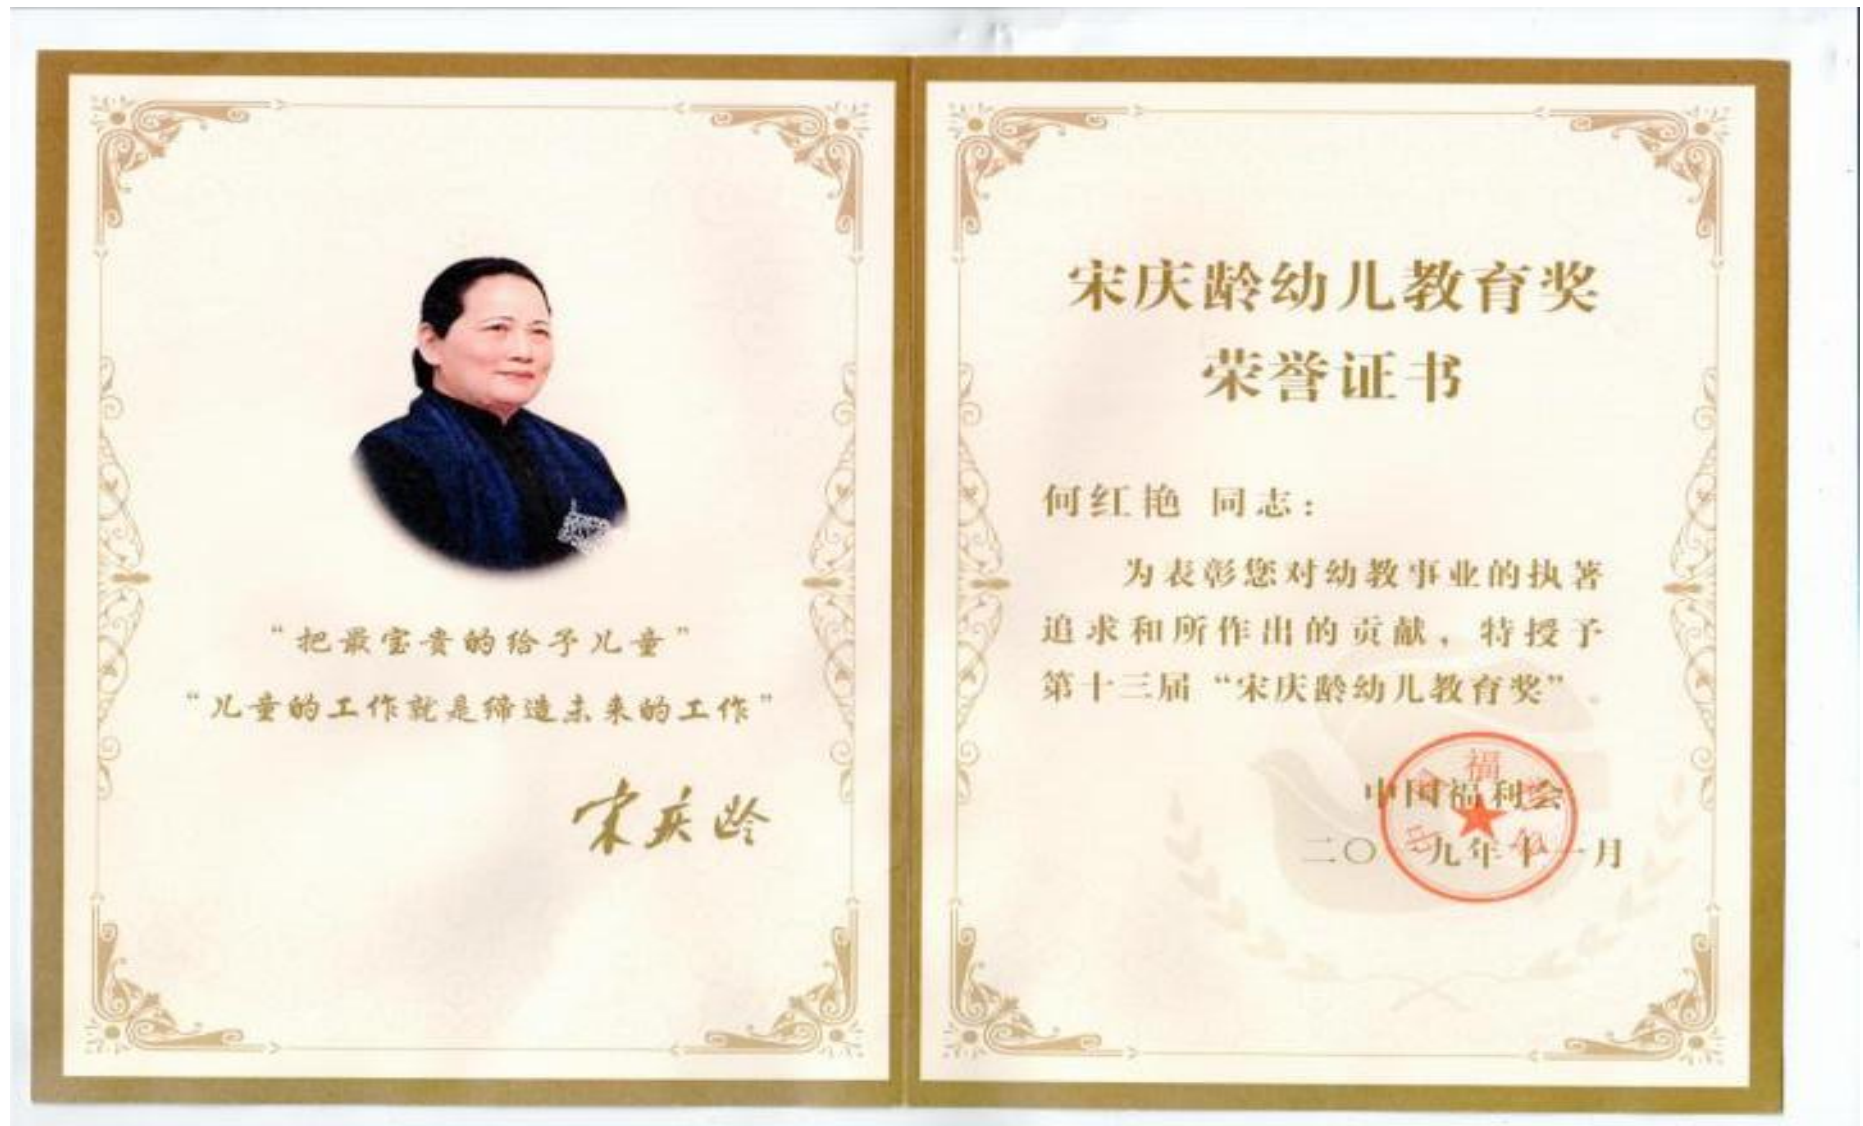 “把最宝贵的给予儿童”
“儿童的工作就是缔造未来的工作”
宋庆龄
宋庆龄幼儿教育奖
荣誉证书
何红艳 同志：
为表彰您对幼教事业的执著
追求和所作出的贡献，特授予
第十三届“宋庆龄幼儿教育�”。
中国福利会
二〇一九年十一月